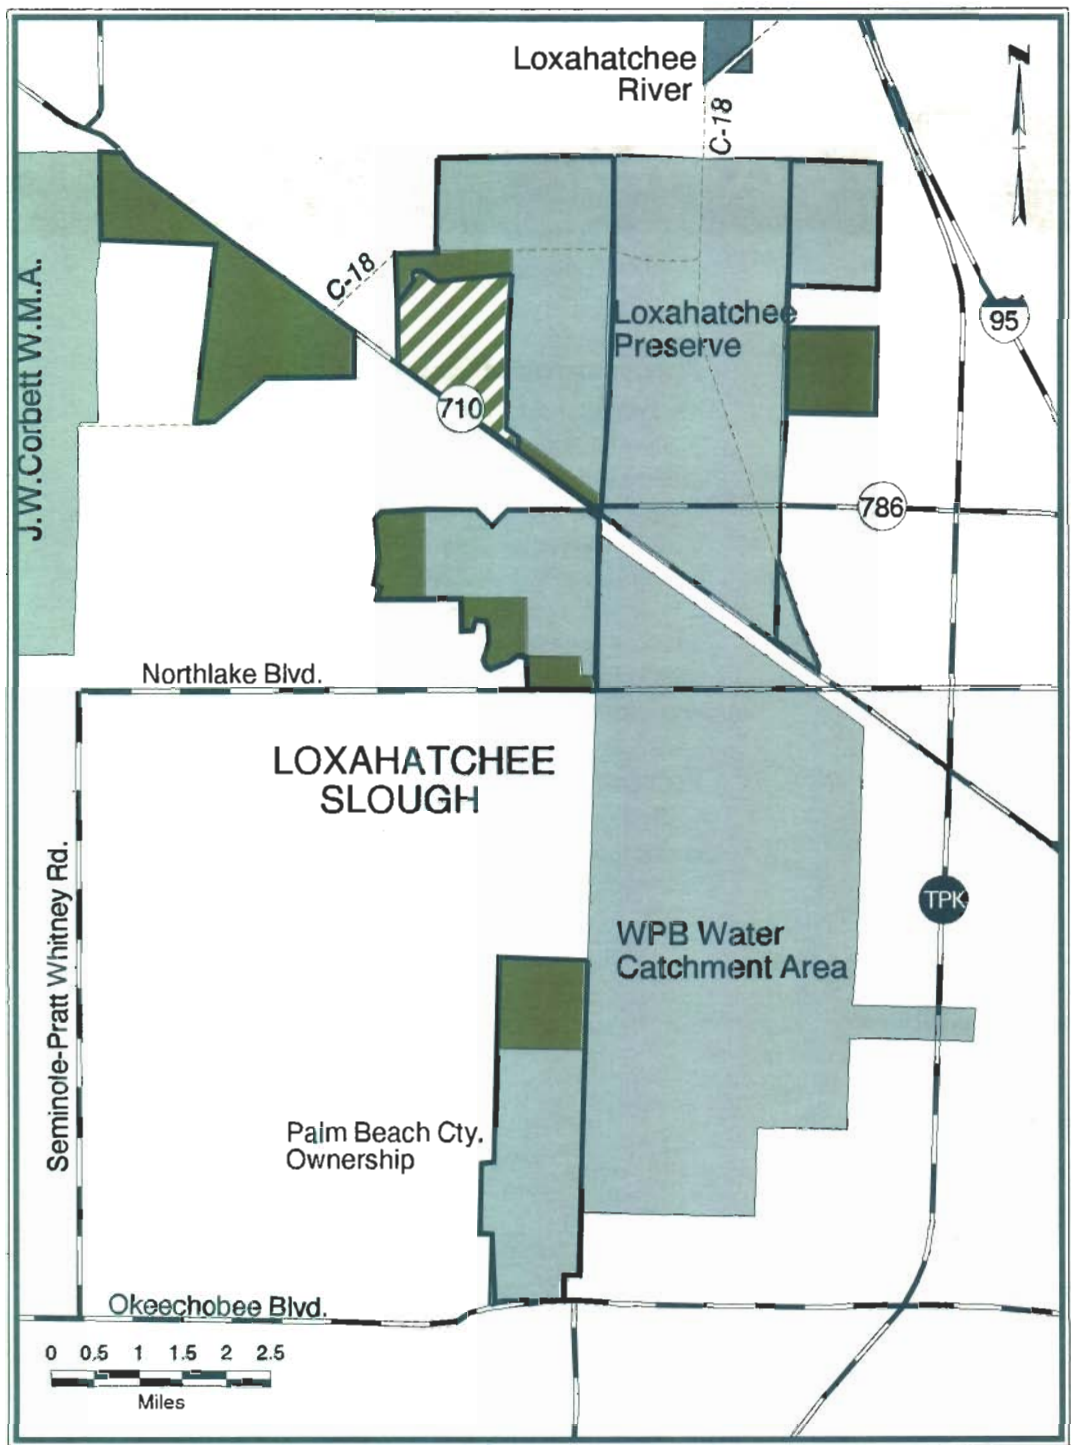 Loxahatchee
River
N
C-18
J.W.Corbett W.M.A.
C-18
Loxahatchee
Preserve
95
710
786
Northlake Blvd.
LOXAHATCHEE
SLOUGH
Seminole-Pratt Whitney Rd.
TPK
WPB Water
Catchment Area
Palm Beach Cty.
Ownership
Okeechobee Blvd.
0 0.5 1 1.5 2 2.5
Miles